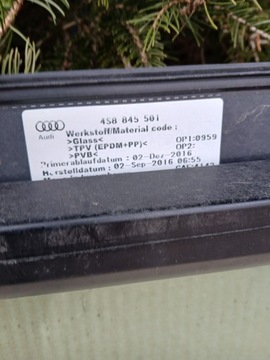 Audi
4S8 845 501
Werkstoff/Material code :
>Glass<
OP1:0959
>TPV (EPDM+PP)<
OP2:
>PVB<
Primerablaufdatum : 02-Dez-2016
Herstelldatum : 02-Sep-2016 06:55